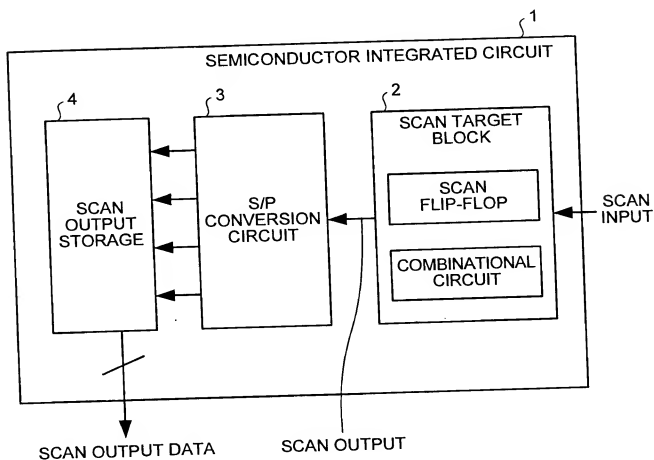 1
SEMICONDUCTOR INTEGRATED CIRCUIT
4
3
2
SCAN
OUTPUT
STORAGE
S/P
CONVERSION
CIRCUIT
SCAN TARGET
BLOCK
SCAN
FLIP-FLOP
COMBINATIONAL
CIRCUIT
SCAN
INPUT
SCAN OUTPUT DATA
SCAN OUTPUT